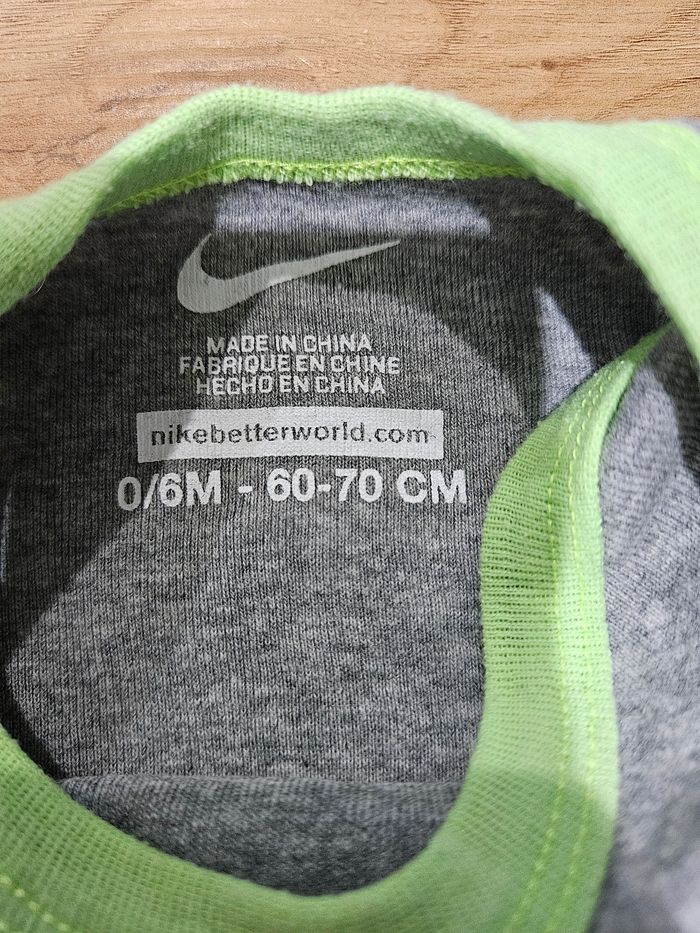 MADE IN CHINA
FABRIQUE EN CHINE
HECHO EN CHINA
nikebetterworld.com
0/6M - 60-70 CM